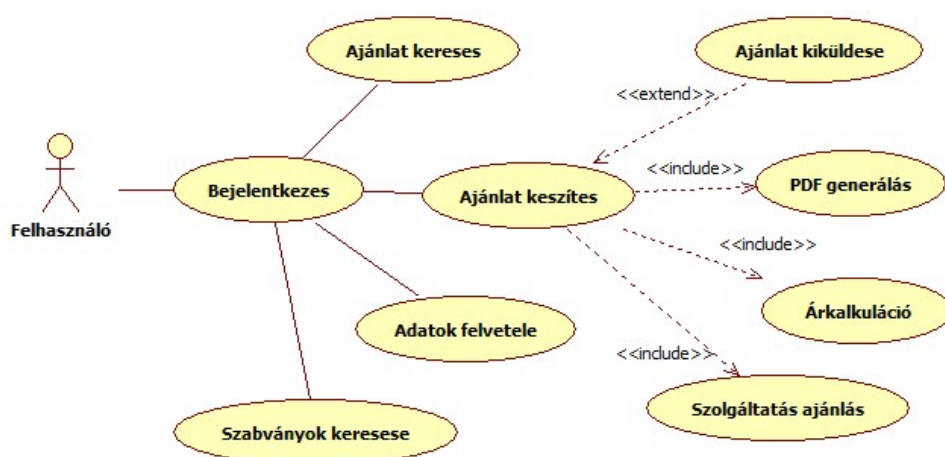 Ajánlat kereses
Ajánlat kiküldese
<<extend>>
<<include>>
Bejelentkezes
Ajánlat keszítes
PDF generálás
Felhasználó
<<include>>
Árkalkuláció
Adatok felvetele
<<include>>
Szolgáltatás ajánlás
Szabványok keresese